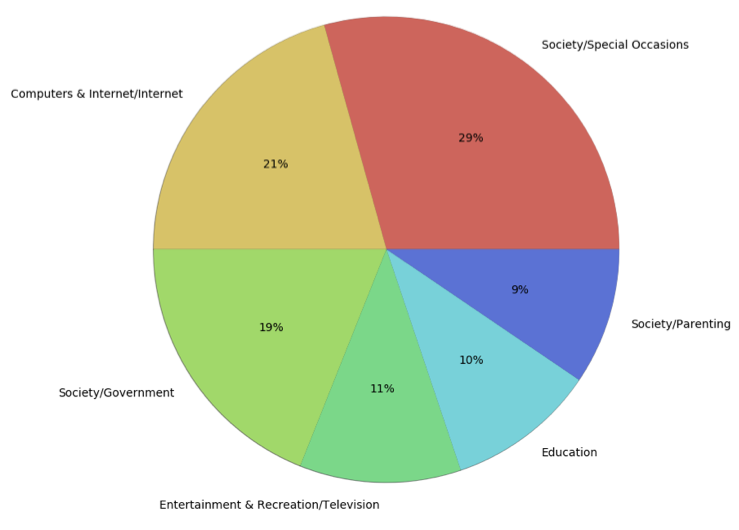 Society/Special Occasions
29%
Computers & Internet/Internet
21%
Society/Government
19%
Entertainment & Recreation/Television
11%
Education
10%
Society/Parenting
9%